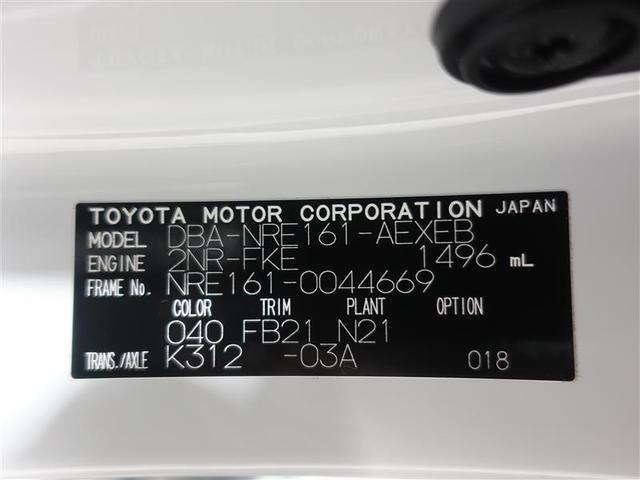 TOYOTA MOTOR CORPORATION JAPAN
MODEL DBA-NRE161-AEXEB
ENGINE 2NR-FKE 1496 mL
FRAME No. NRE161-0044669
COLOR TRIM PLANT OPTION
040 FB21 N21
TRANS./AXLE K312 -03A 018